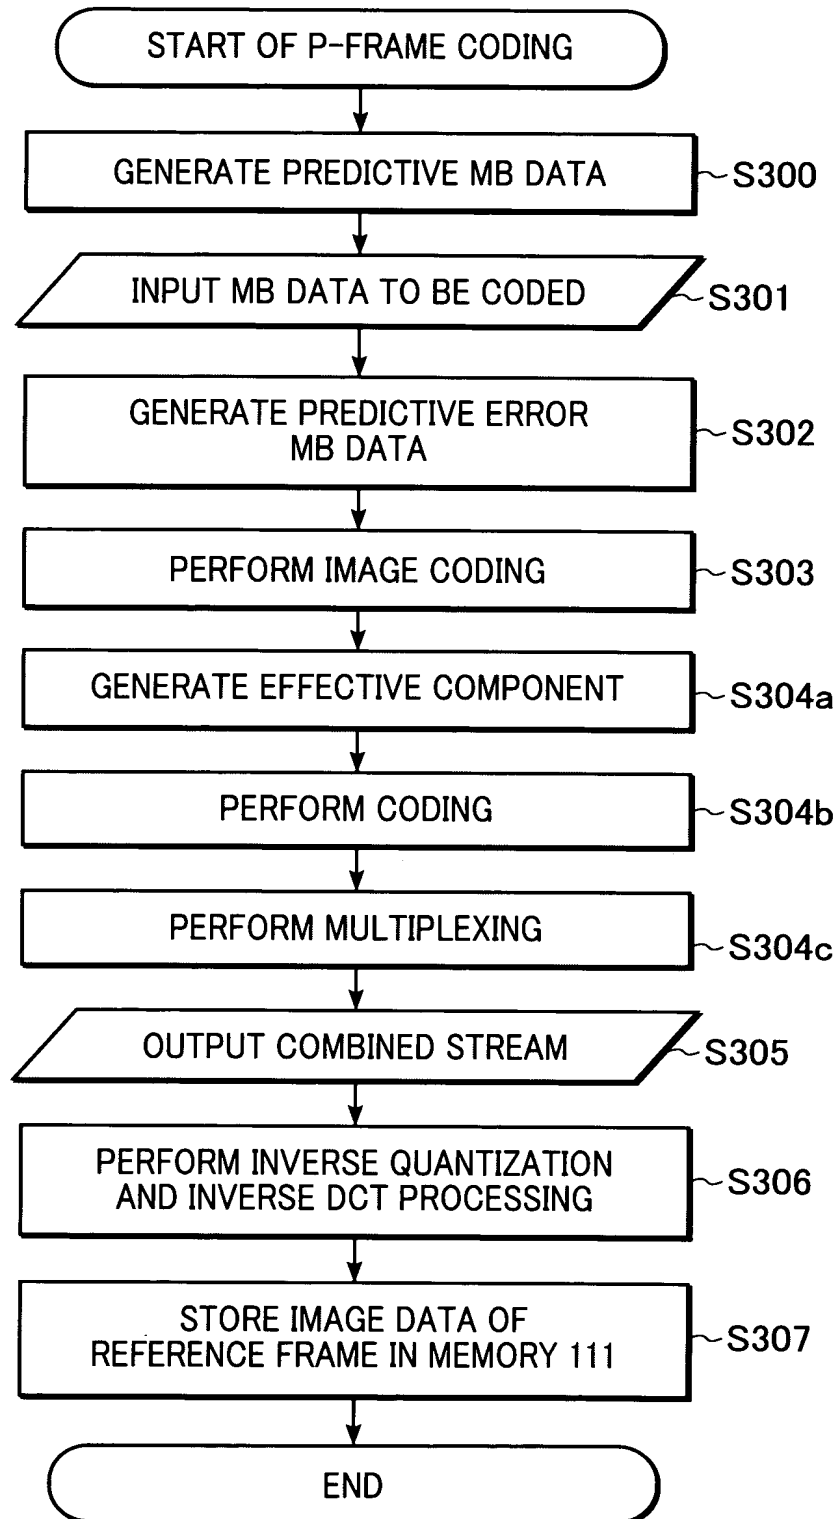 START OF P-FRAME CODING
GENERATE PREDICTIVE MB DATA
S300
INPUT MB DATA TO BE CODED
S301
GENERATE PREDICTIVE ERROR
MB DATA
S302
PERFORM IMAGE CODING
S303
GENERATE EFFECTIVE COMPONENT
S304a
PERFORM CODING
S304b
PERFORM MULTIPLEXING
S304c
OUTPUT COMBINED STREAM
S305
PERFORM INVERSE QUANTIZATION
AND INVERSE DCT PROCESSING
S306
STORE IMAGE DATA OF
REFERENCE FRAME IN MEMORY 111
S307
END